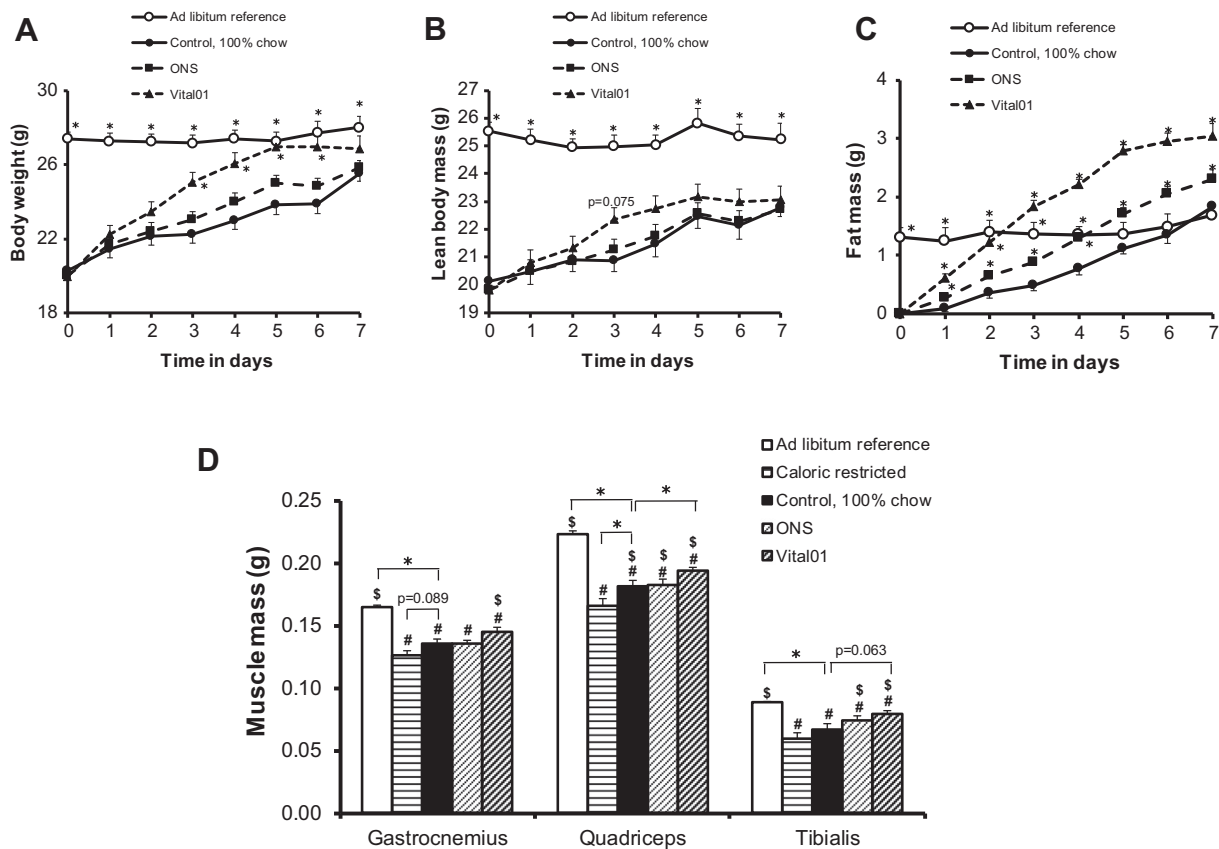 A
Ad libitum reference
Control, 100% chow
ONS
Vital01
Body weight (g)
30
26
22
18
* * * * * * * *
* * * *
0 1 2 3 4 5 6 7
Time in days
B
Ad libitum reference
Control, 100% chow
ONS
Vital01
Lean body mass (g)
27
26
25
24
23
22
21
20
19
* * * * * * * *
p=0.075
0 1 2 3 4 5 6 7
Time in days
C
Ad libitum reference
Control, 100% chow
ONS
Vital01
Fat mass (g)
4
3
2
1
0
* * * * * * *
* * * * * * *
* * * * *
0 1 2 3 4 5 6 7
Time in days
D
Ad libitum reference
Caloric restricted
Control, 100% chow
ONS
Vital01
Muscle mass (g)
0.25
0.20
0.15
0.10
0.05
0.00
*
p=0.089
$ # # # $ #
* *
*
$ # $ # $ # $ #
*
p=0.063
$ # # $ # $ #
Gastrocnemius Quadriceps Tibialis